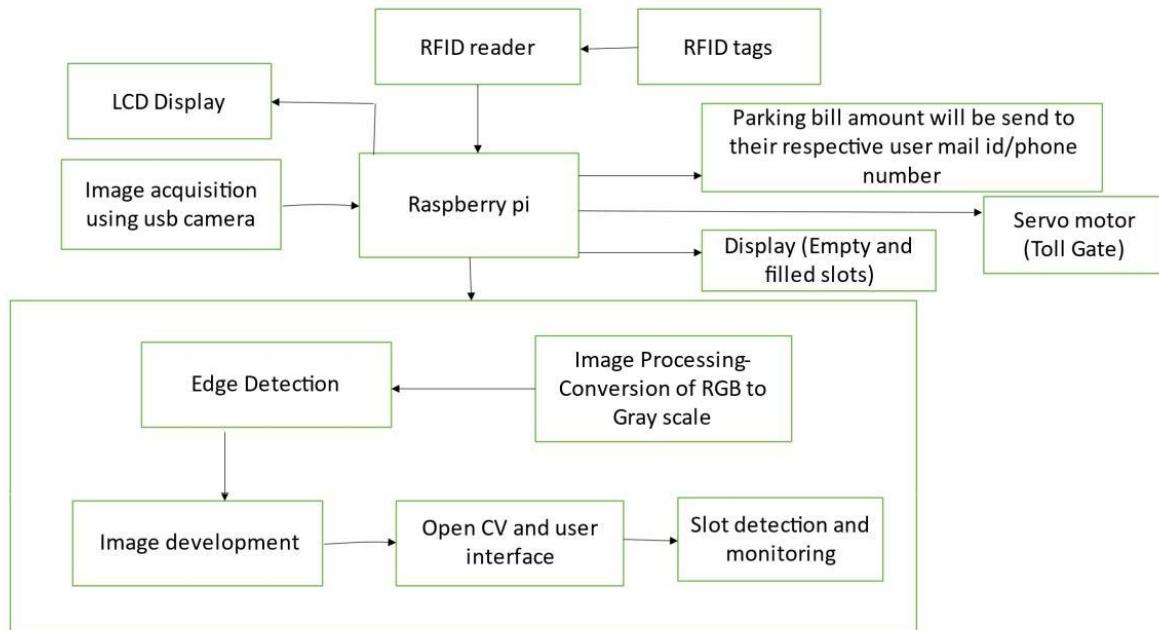 RFID reader
RFID tags
LCD Display
Parking bill amount will be send to
their respective user mail id/phone
number
Image acquisition
using usb camera
Raspberry pi
Servo motor
(Toll Gate)
Display (Empty and
filled slots)
Edge Detection
Image Processing-
Conversion of RGB to
Gray scale
Image development
Open CV and user
interface
Slot detection and
monitoring